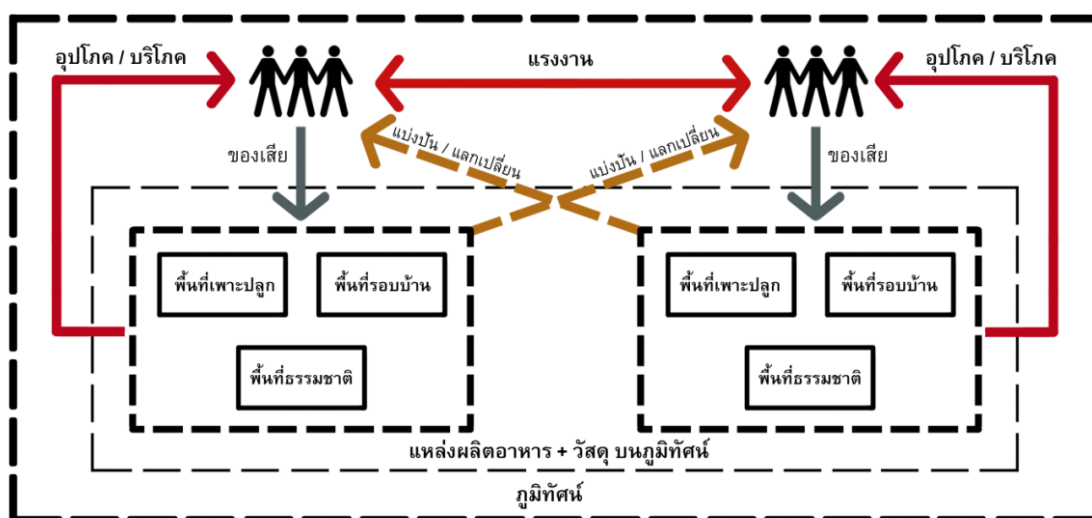 อุปโภค / บริโภค
แรงงาน
อุปโภค / บริโภค
แบ่งปัน / แลกเปลี่ยน
แบ่งปัน / แลกเปลี่ยน
ของเสีย
ของเสีย
พื้นที่เพาะปลูก
พื้นที่รอบบ้าน
พื้นที่เพาะปลูก
พื้นที่รอบบ้าน
พื้นที่ธรรมชาติ
พื้นที่ธรรมชาติ
แหล่งผลิตอาหาร + วัสดุ บนภูมิทัศน์
ภูมิทัศน์